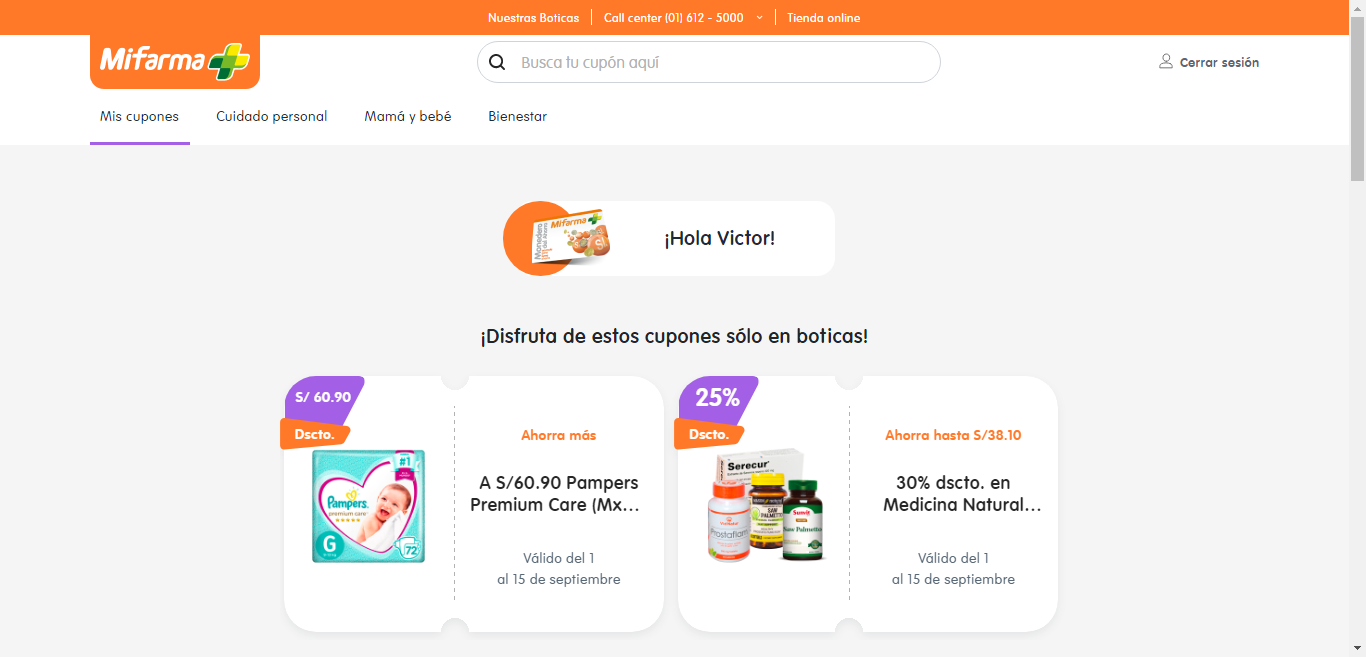 Nuestras Boticas
Call center (01) 612 - 5000
Tienda online
Mifarma
Busca tu cupón aquí
Cerrar sesión
Mis cupones
Cuidado personal
Mamá y bebé
Bienestar
Mifarma
Monedero
del Ahorro
¡Hola Victor!
¡Disfruta de estos cupones sólo en boticas!
S/ 60.90
Dscto.
#1
Pampers.
premium care
G
72
Ahorra más
A S/60.90 Pampers
Premium Care (Mx...
Válido del 1
al 15 de septiembre
25%
Dscto.
Serecur
Prostaflam
SAW
PALMETTO
Sunvit
Saw Palmetto
Ahorra hasta S/38.10
30% dscto. en
Medicina Natural...
Válido del 1
al 15 de septiembre